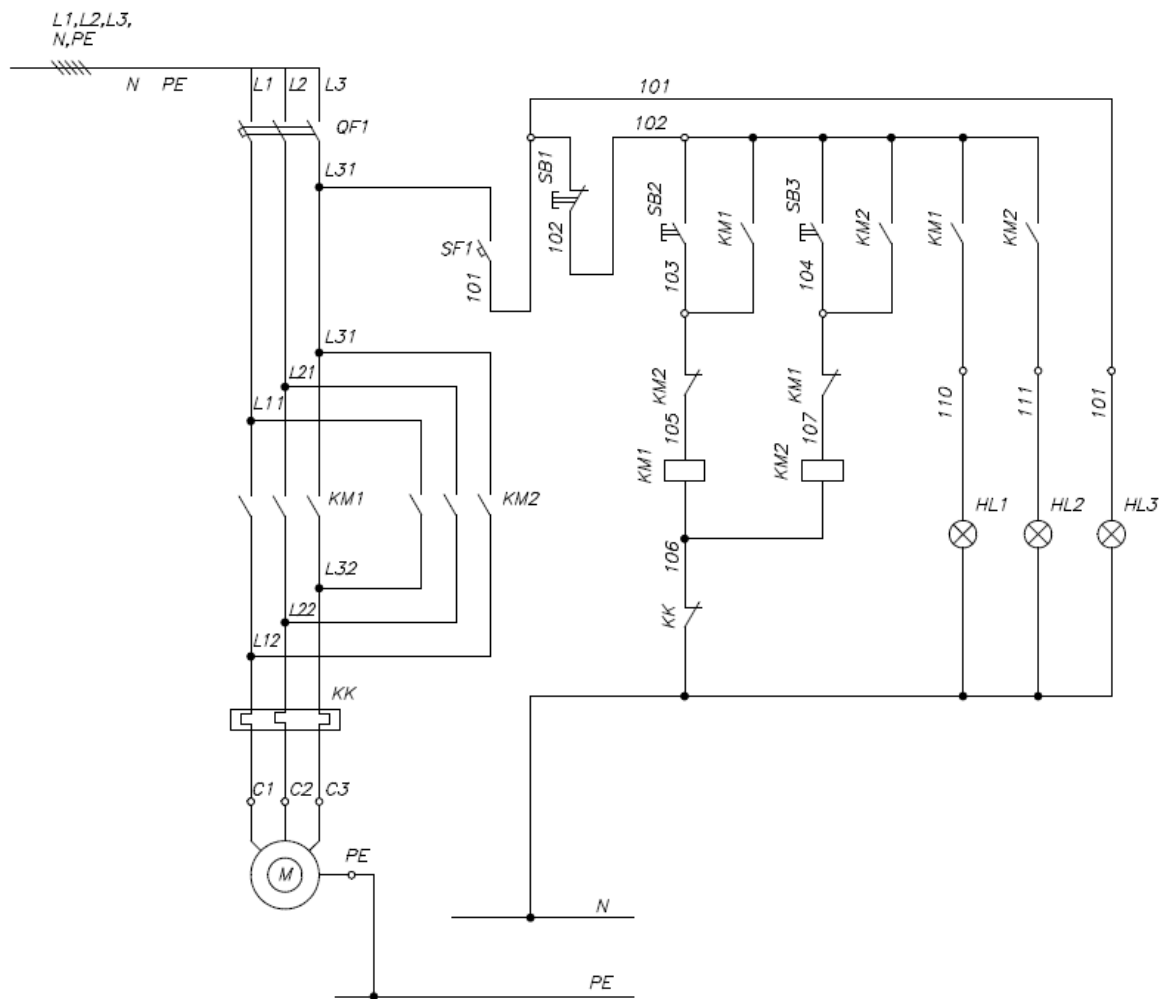 L1,L2,L3,
N,PE
N PE L1 L2 L3
QF1
L31
SF1
101
SB1
102
101
102
SB2
103
KM1
SB3
104
KM2
KM1
KM2
L31
L21
L11
KM1
KM2
KM2
105
KM1
KM1
107
KM2
110
111
101
HL1
HL2
HL3
L32
L22
L12
106
KK
KK
C1 C2 C3
M
PE
N
PE